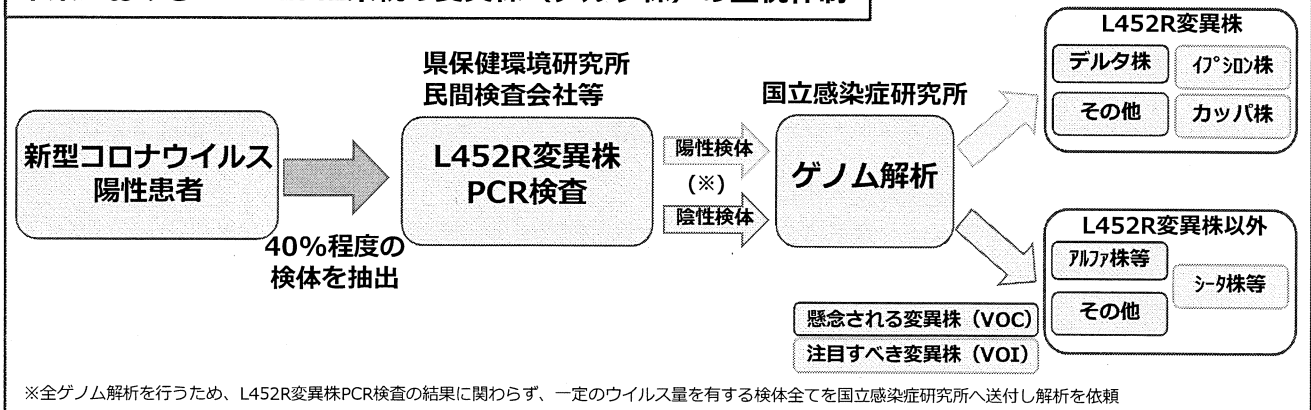 L452R変異株
県保健環境研究所
民間検査会社等
国立感染症研究所
デルタ株
ｲﾌﾟｼﾛﾝ株
その他
カッパ株
新型コロナウイルス
陽性患者
L452R変異株
PCR検査
陽性検体
(※)
陰性検体
ゲノム解析
40%程度の
検体を抽出
L452R変異株以外
ｱﾙﾌｧ株等
ｼｰﾀ株等
その他
懸念される変異株（VOC）
注目すべき変異株（VOI）
※全ゲノム解析を行うため、L452R変異株PCR検査の結果に関わらず、一定のウイルス量を有する検体全てを国立感染症研究所へ送付し解析を依頼